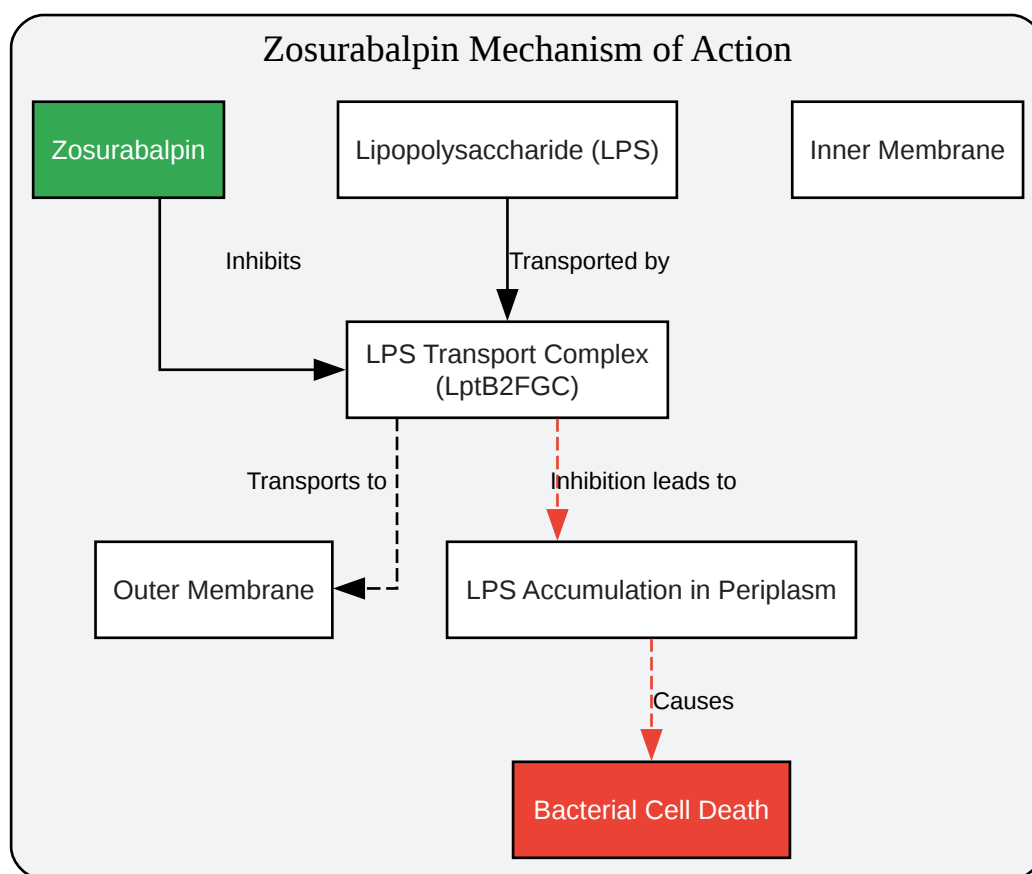 Zosurabalpin Mechanism of Action
Zosurabalpin
Lipopolysaccharide (LPS)
Inner Membrane
Inhibits
Transported by
LPS Transport Complex
(LptB2FGC)
Transports to
Inhibition leads to
Outer Membrane
LPS Accumulation in Periplasm
Causes
Bacterial Cell Death